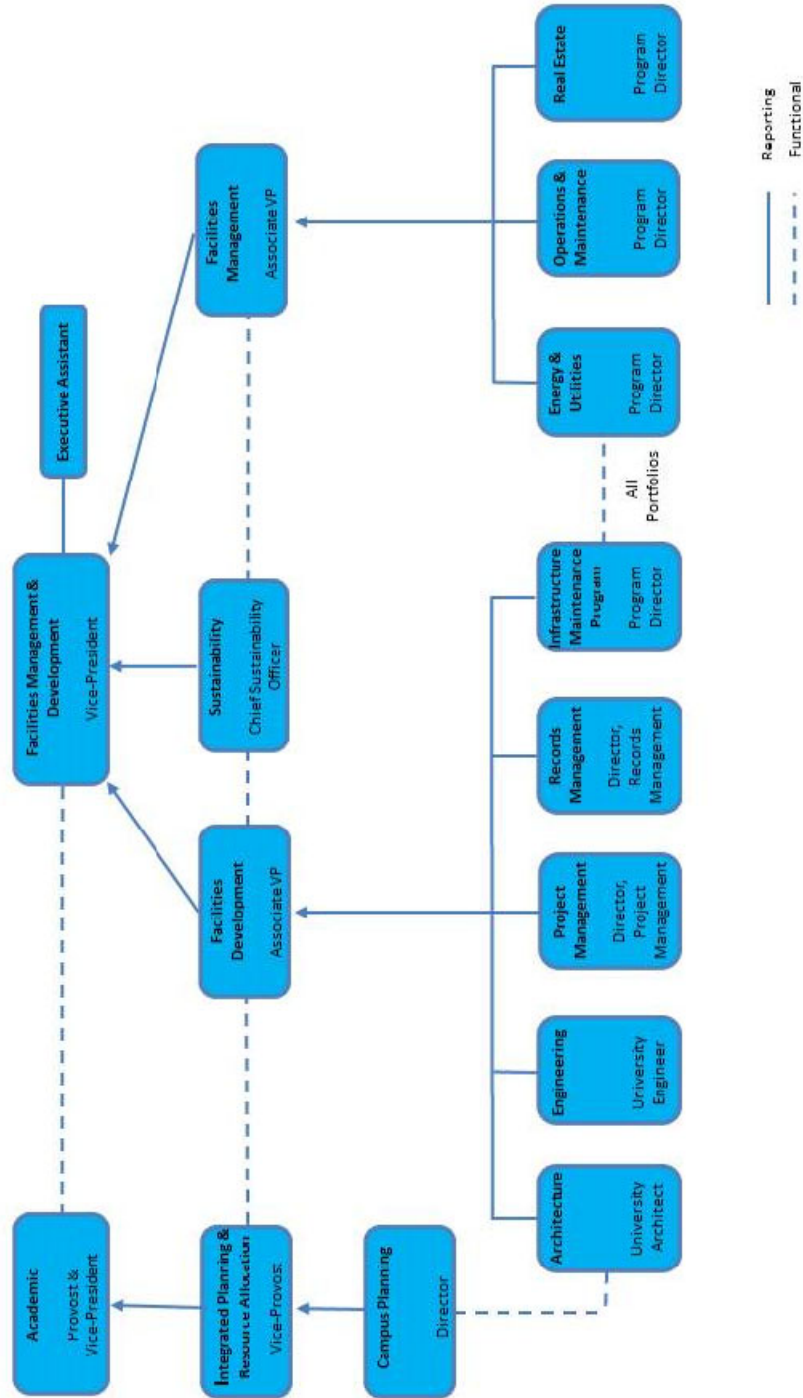 Academic
Provost &
Vice-President
Facilities Management &
Development
Vice-President
Executive Assistant
Integrated Planning &
Resource Allocation
Vice-Provost
Facilities
Development
Associate VP
Sustainability
Chief Sustainability
Officer
Facilities
Management
Associate VP
Campus Planning
Director
Architecture
University
Architect
Engineering
University
Engineer
Project
Management
Director,
Project
Management
Records
Management
Director,
Records
Management
Infrastructure
Maintenance
Program
Program
Director
All
Portfolios
Energy &
Utilities
Program
Director
Operations &
Maintenance
Program
Director
Real Estate
Program
Director
Reporting
Functional